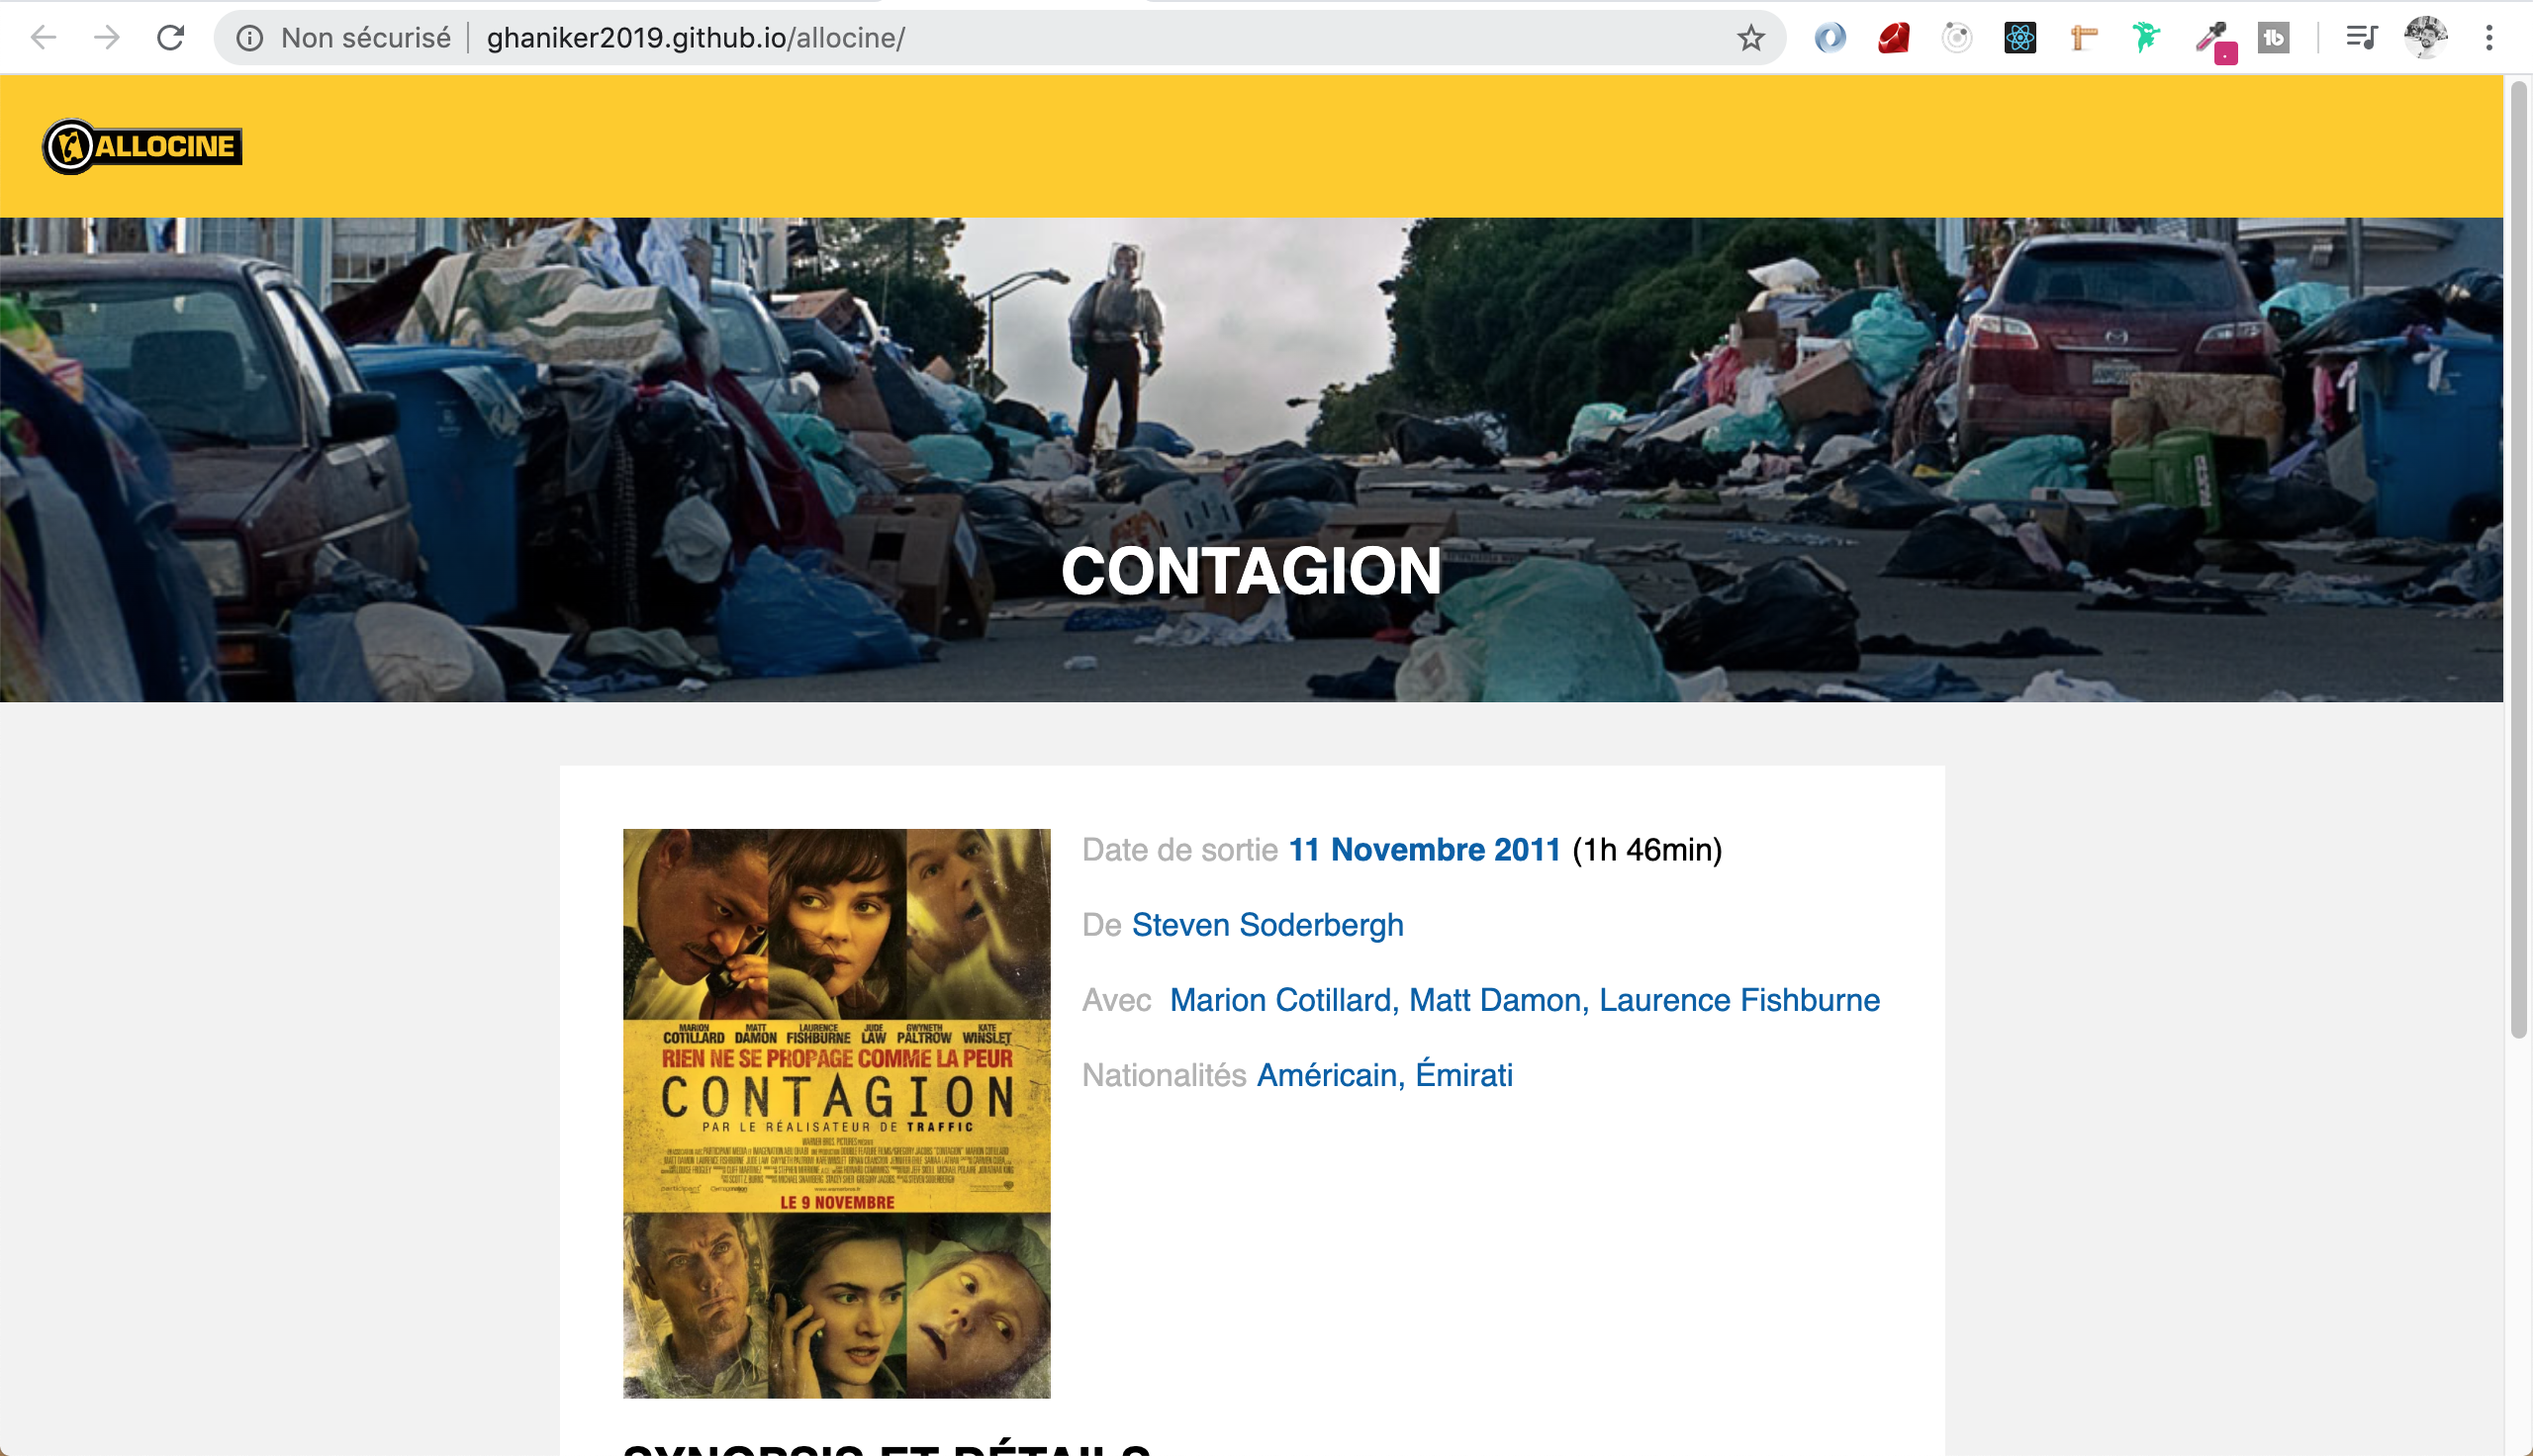 Non sécurisé
ghaniker2019.github.io/allocine/
ALLOCINE
CONTAGION
Date de sortie 11 Novembre 2011 (1h 46min)
De Steven Soderbergh
Avec Marion Cotillard, Matt Damon, Laurence Fishburne
Nationalités Américain, Émirati
MARION COTILLARD MATT DAMON LAURENCE FISHBURNE JUDE LAW GWYNETH PALTROW KATE WINSLET
RIEN NE SE PROPAGE COMME LA PEUR
CONTAGION
PAR LE RÉALISATEUR DE TRAFFIC
LE 9 NOVEMBRE
SYNOPSIS ET DÉTAILS